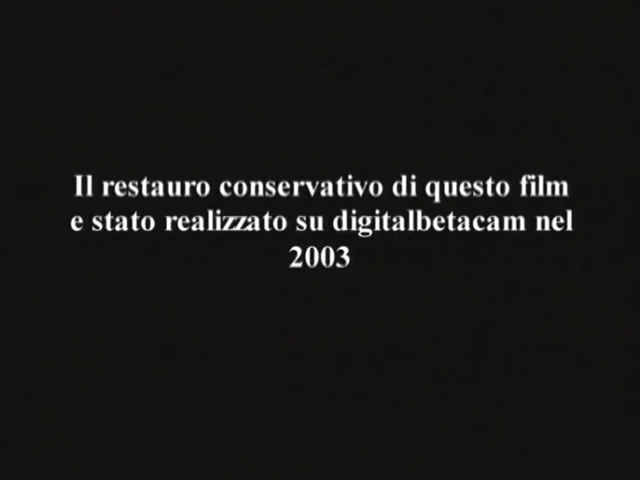 Il restauro conservativo di questo film
e stato realizzato su digitalbetacam nel
2003